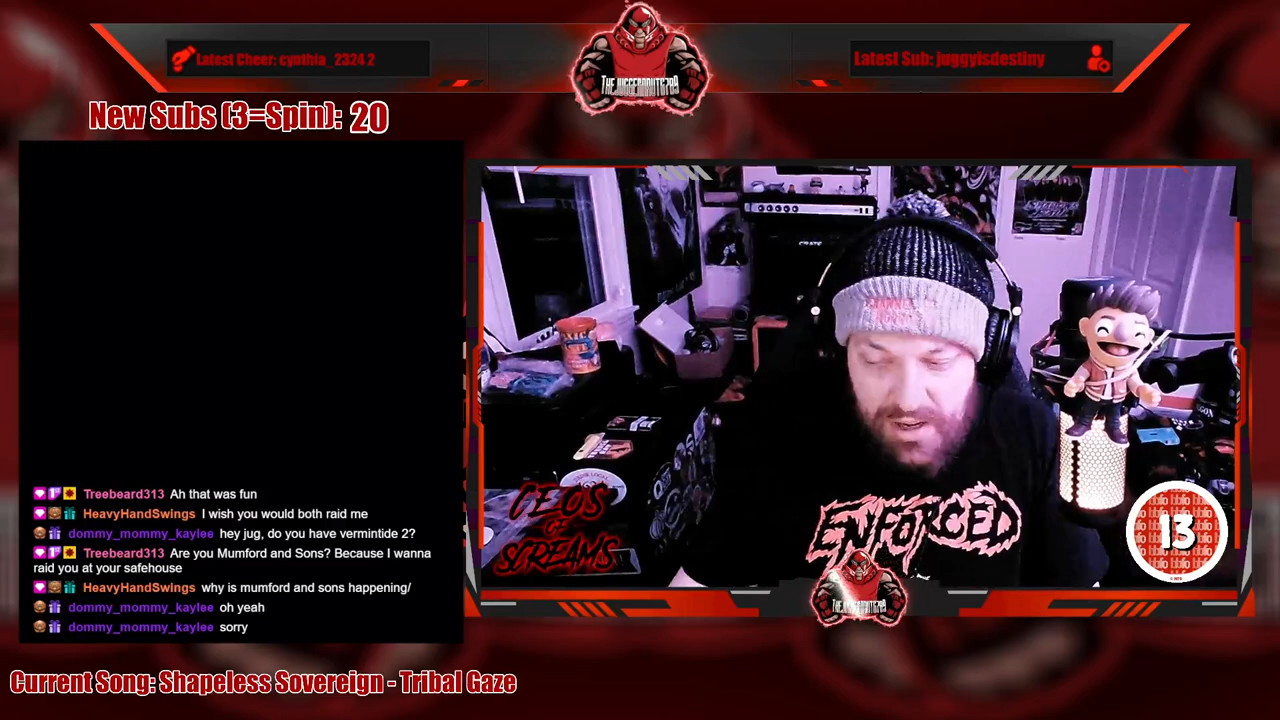 Latest Cheer: cynthia_2324 2
THEJUGGERNAUT6789
Latest Sub: juggyisdestiny
New Subs (3=Spin): 20
CRATE
Treebeard313 Ah that was fun
HeavyHandSwings I wish you would both raid me
dommy_mommy_kaylee hey jug, do you have vermintide 2?
Treebeard313 Are you Mumford and Sons? Because I wanna
raid you at your safehouse
HeavyHandSwings why is mumford and sons happening/
dommy_mommy_kaylee oh yeah
dommy_mommy_kaylee sorry
CEOS
OF
SCREAMS
ENFORCED
13
Current Song: Shapeless Sovereign - Tribal Gaze